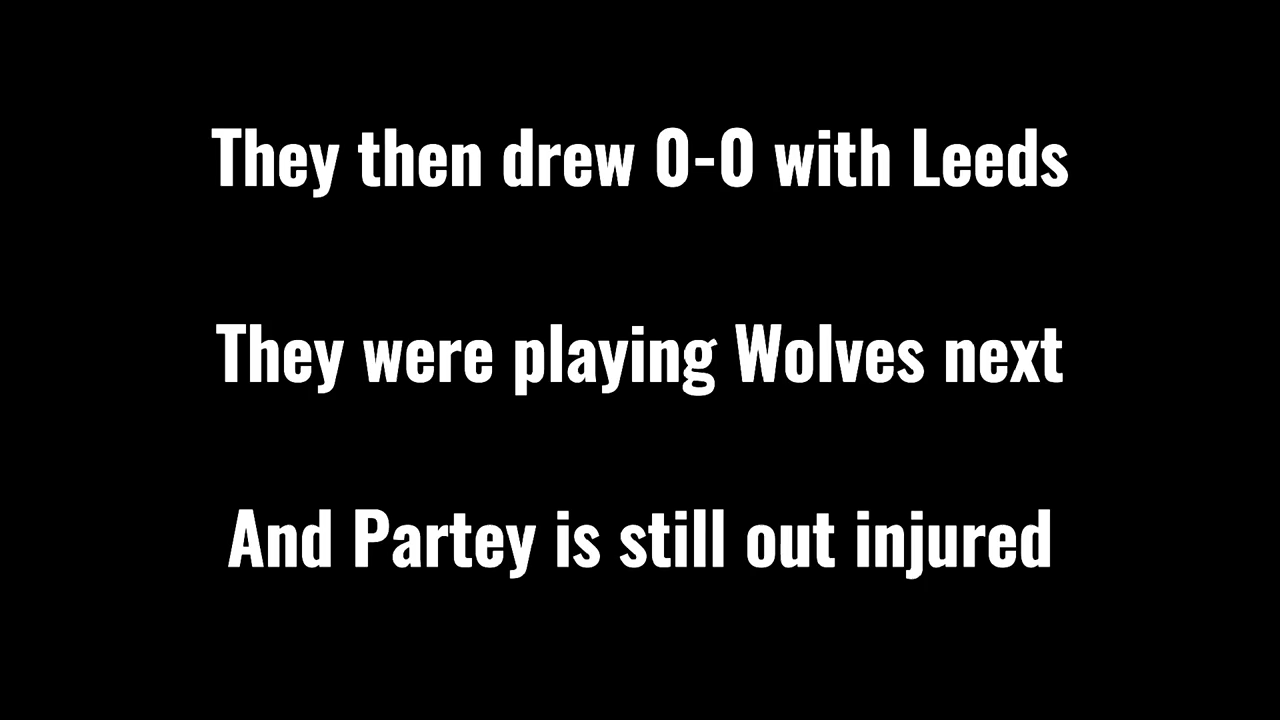 They then drew 0-0 with Leeds
They were playing Wolves next
And Partey is still out injured